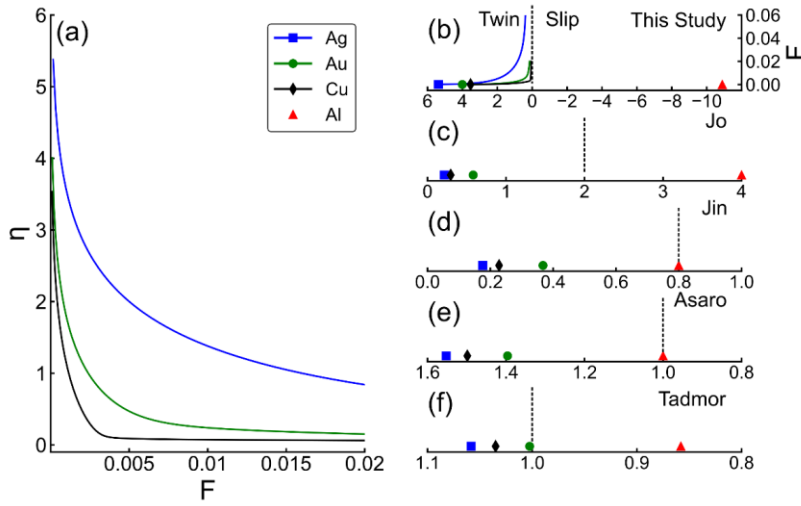 (a)
η
6
5
4
3
2
1
0
0.005 0.01 0.015 0.02
F
Ag
Au
Cu
Al
(b) Twin Slip This Study
0.06
0.04
0.02
0.00
F
6 4 2 0 −2 −4 −6 −8 −10
Jo
(c)
0 1 2 3 4
Jin
(d)
0.0 0.2 0.4 0.6 0.8 1.0
Asaro
(e)
1.6 1.4 1.2 1.0 0.8
Tadmor
(f)
1.1 1.0 0.9 0.8